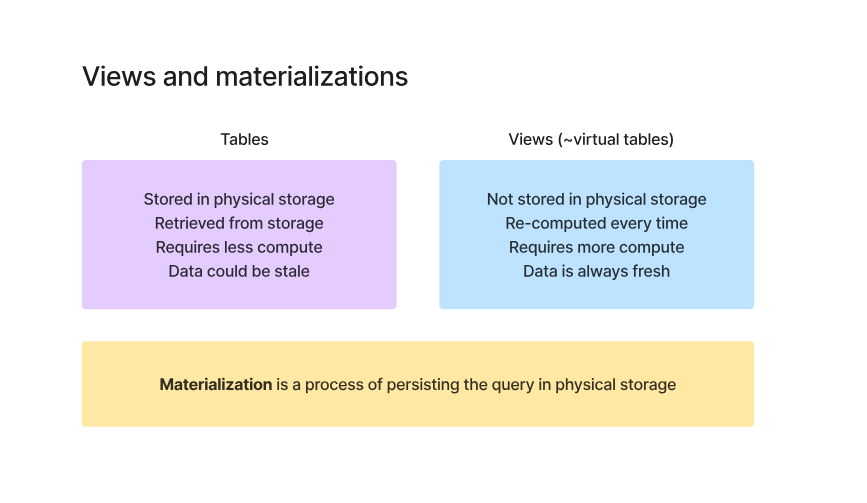 Views and materializations
Tables
Stored in physical storage
Retrieved from storage
Requires less compute
Data could be stale
Views (~virtual tables)
Not stored in physical storage
Re-computed every time
Requires more compute
Data is always fresh
Materialization is a process of persisting the query in physical storage